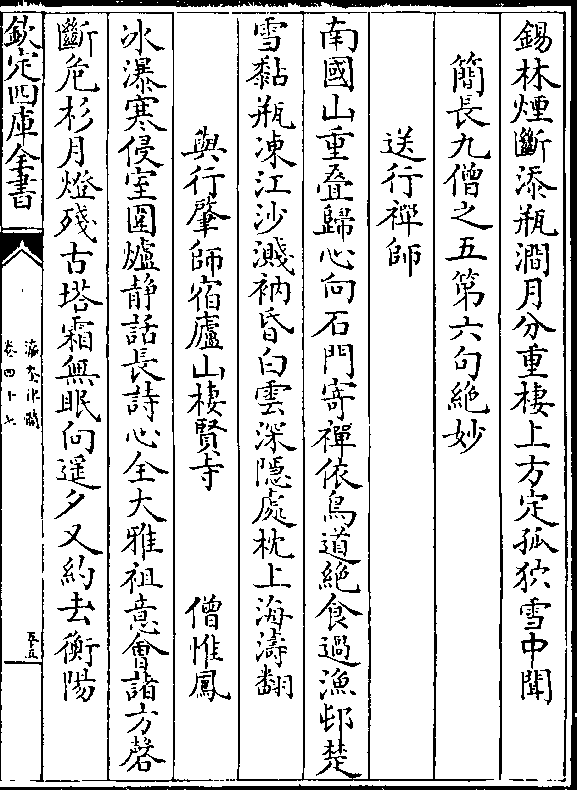 錫林煙斷添瓶澗月分重棲上方定孤狖雪中聞
簡長九僧之五第六句絶妙
送行禪師
南國山重疊歸心向石門寄禪依鳥道絶食過漁邨楚
雪黏瓶凍江沙濺衲昏白雲深隱處枕上海濤翻
與行肇師宿廬山棲賢寺 僧惟鳳
冰瀑寒侵室圍爐靜話長詩心全大雅祖意會諸方磬
斷危杉月燈殘古塔霜無眠向遥夕又約去衡陽
欽定四庫全書
瀛奎律髓
卷四十七